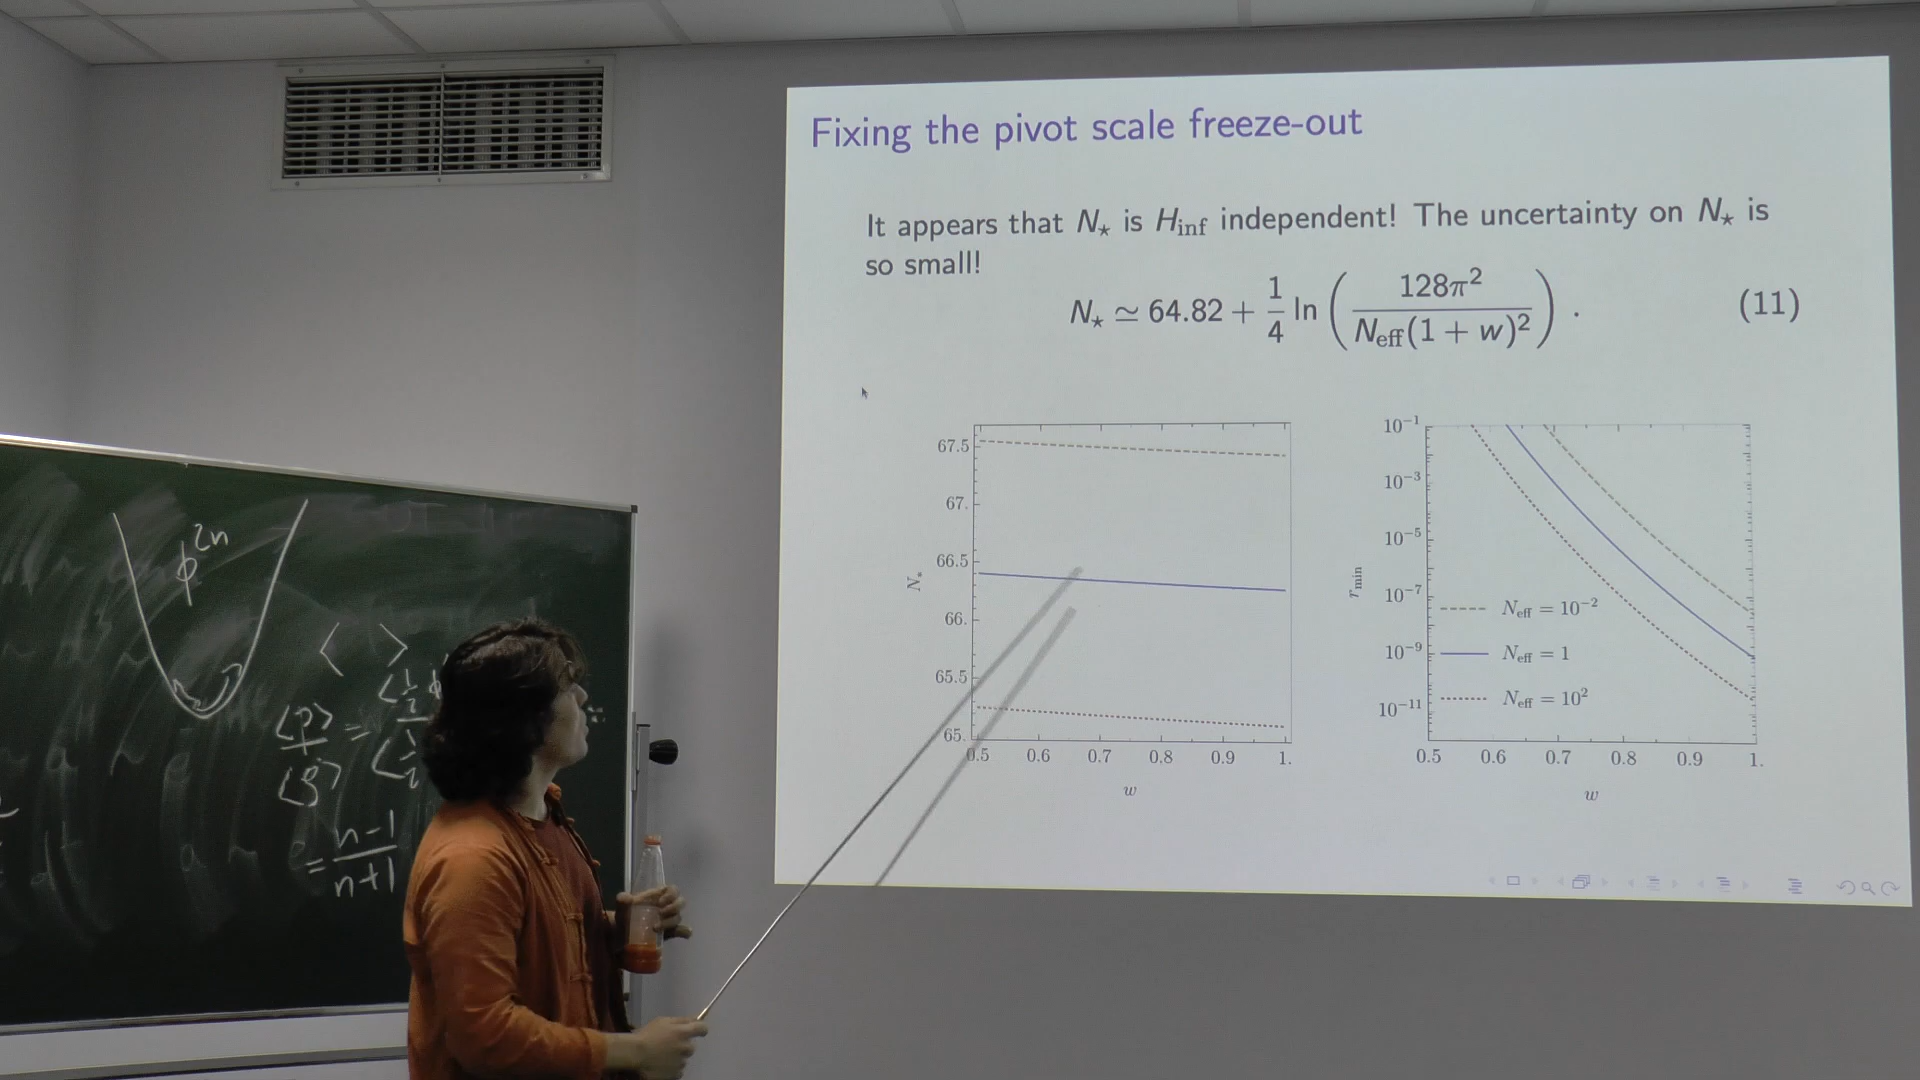 Fixing the pivot scale freeze-out
It appears that N⋆ is H_inf independent! The uncertainty on N⋆ is
so small!
N⋆ ≃ 64.82 + 1/4 ln ( 128π² / N_eff(1 + w)² ) . (11)
67.5
67.
66.5
66.
65.5
65.
N⋆
0.5 0.6 0.7 0.8 0.9 1.
w
10⁻¹
10⁻³
10⁻⁵
10⁻⁷
10⁻⁹
10⁻¹¹
r_min
N_eff = 10⁻²
N_eff = 1
N_eff = 10²
0.5 0.6 0.7 0.8 0.9 1.
w
ϕ²ⁿ
⟨ ⟩
⟨p⟩ / ⟨ρ⟩ =
= n-1 / n+1